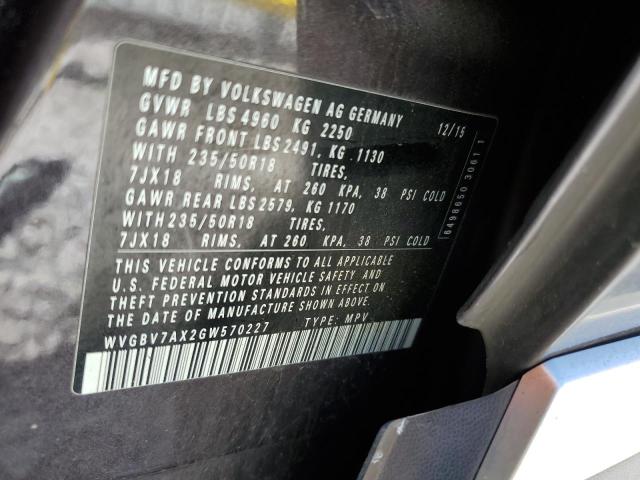 MFD BY VOLKSWAGEN AG GERMANY
GVWR LBS 4960 KG 2250 12/15
GAWR FRONT LBS 2491, KG 1130
WITH 235/50R18 TIRES,
7JX18 RIMS, AT 260 KPA, 38 PSI COLD
GAWR REAR LBS 2579, KG 1170
WITH 235/50R18 TIRES,
7JX18 RIMS, AT 260 KPA, 38 PSI COLD
THIS VEHICLE CONFORMS TO ALL APPLICABLE
U.S. FEDERAL MOTOR VEHICLE SAFETY AND
THEFT PREVENTION STANDARDS IN EFFECT ON
THE DATE OF MANUFACTURE SHOWN ABOVE.
WVGBV7AX2GW570227 TYPE: MPV
6498650 3061 1